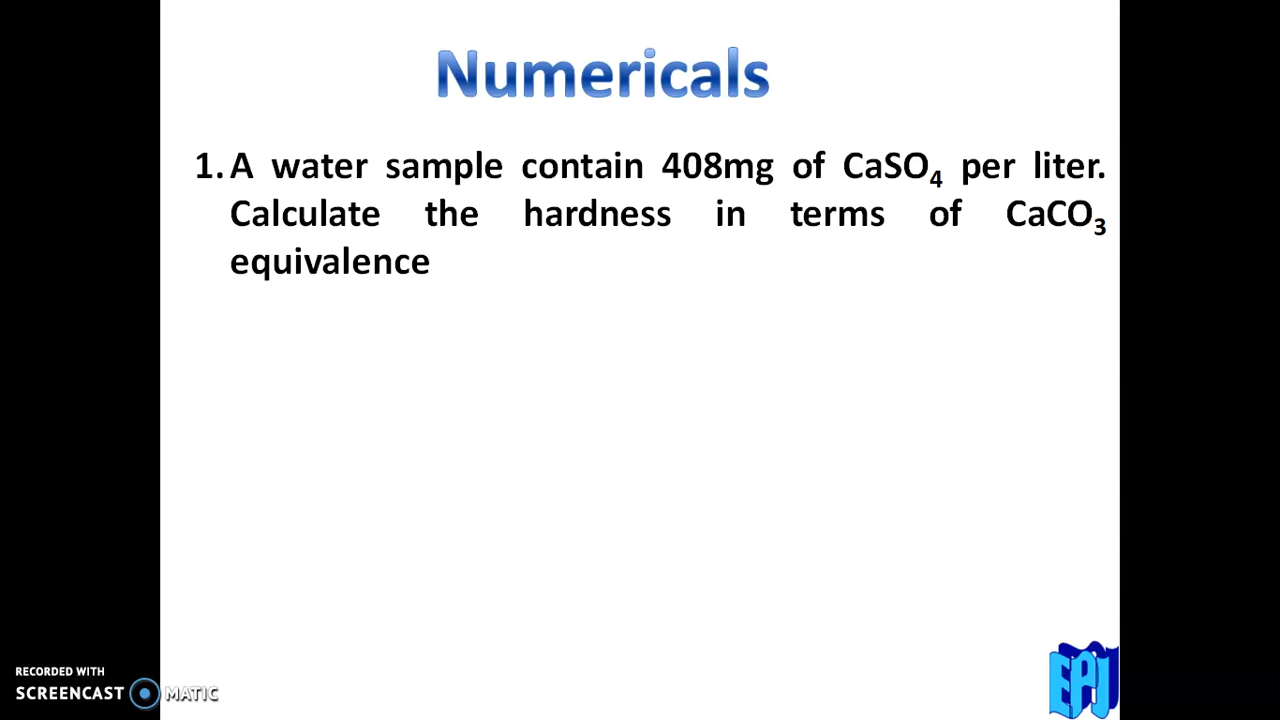 Numericals
1. A water sample contain 408mg of CaSO₄ per liter.
Calculate the hardness in terms of CaCO₃
equivalence
RECORDED WITH
SCREENCAST MATIC
EPJ